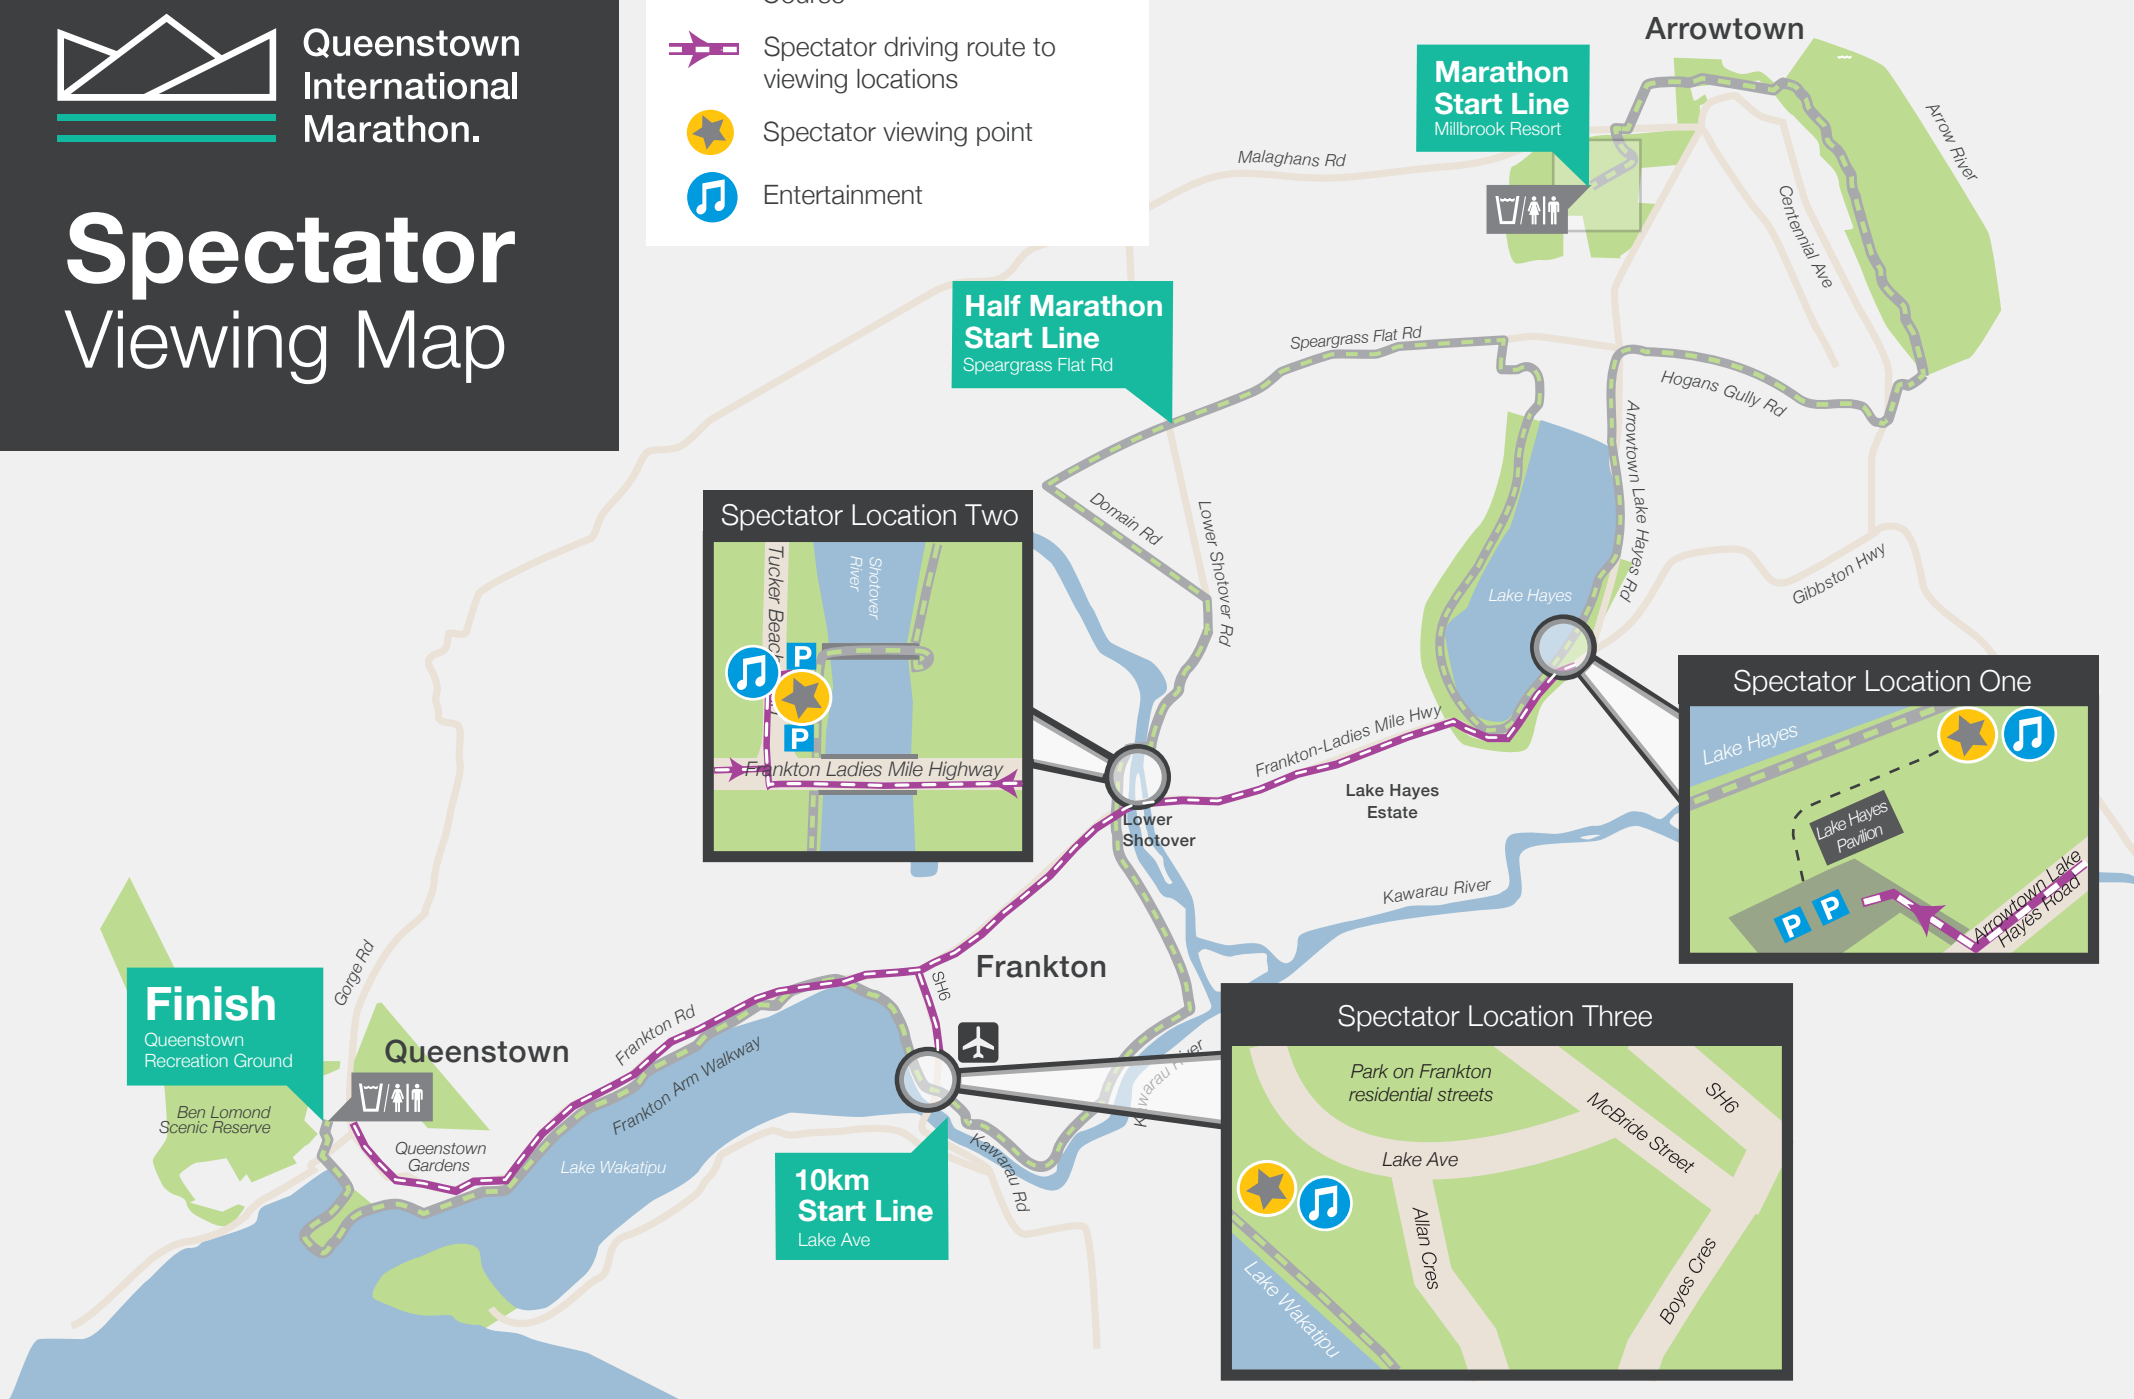 Queenstown
International
Marathon.
Spectator
Viewing Map
Spectator driving route to
viewing locations
Spectator viewing point
Entertainment
Arrowtown
Marathon
Start Line
Millbrook Resort
Malaghans Rd
Arrow River
Centennial Ave
Half Marathon
Start Line
Speargrass Flat Rd
Speargrass Flat Rd
Hogans Gully Rd
Arrowtown Lake Hayes Rd
Domain Rd
Lower Shotover Rd
Gibbston Hwy
Lake Hayes
Spectator Location Two
Tucker Beach
Shotover
River
P
P
Frankton Ladies Mile Highway
Spectator Location One
Lake Hayes
Lake Hayes
Pavilion
P P
Arrowtown Lake
Hayes Road
Frankton-Ladies Mile Hwy
Lake Hayes
Estate
Lower
Shotover
Kawarau River
Frankton
SH6
Gorge Rd
Finish
Queenstown
Recreation Ground
Queenstown
Frankton Rd
Frankton Arm Walkway
Kawarau River
Ben Lomond
Scenic Reserve
Queenstown
Gardens
Lake Wakatipu
Kawarau Rd
10km
Start Line
Lake Ave
Spectator Location Three
Park on Frankton
residential streets
SH6
McBride Street
Lake Ave
Allan Cres
Boyes Cres
Lake Wakatipu